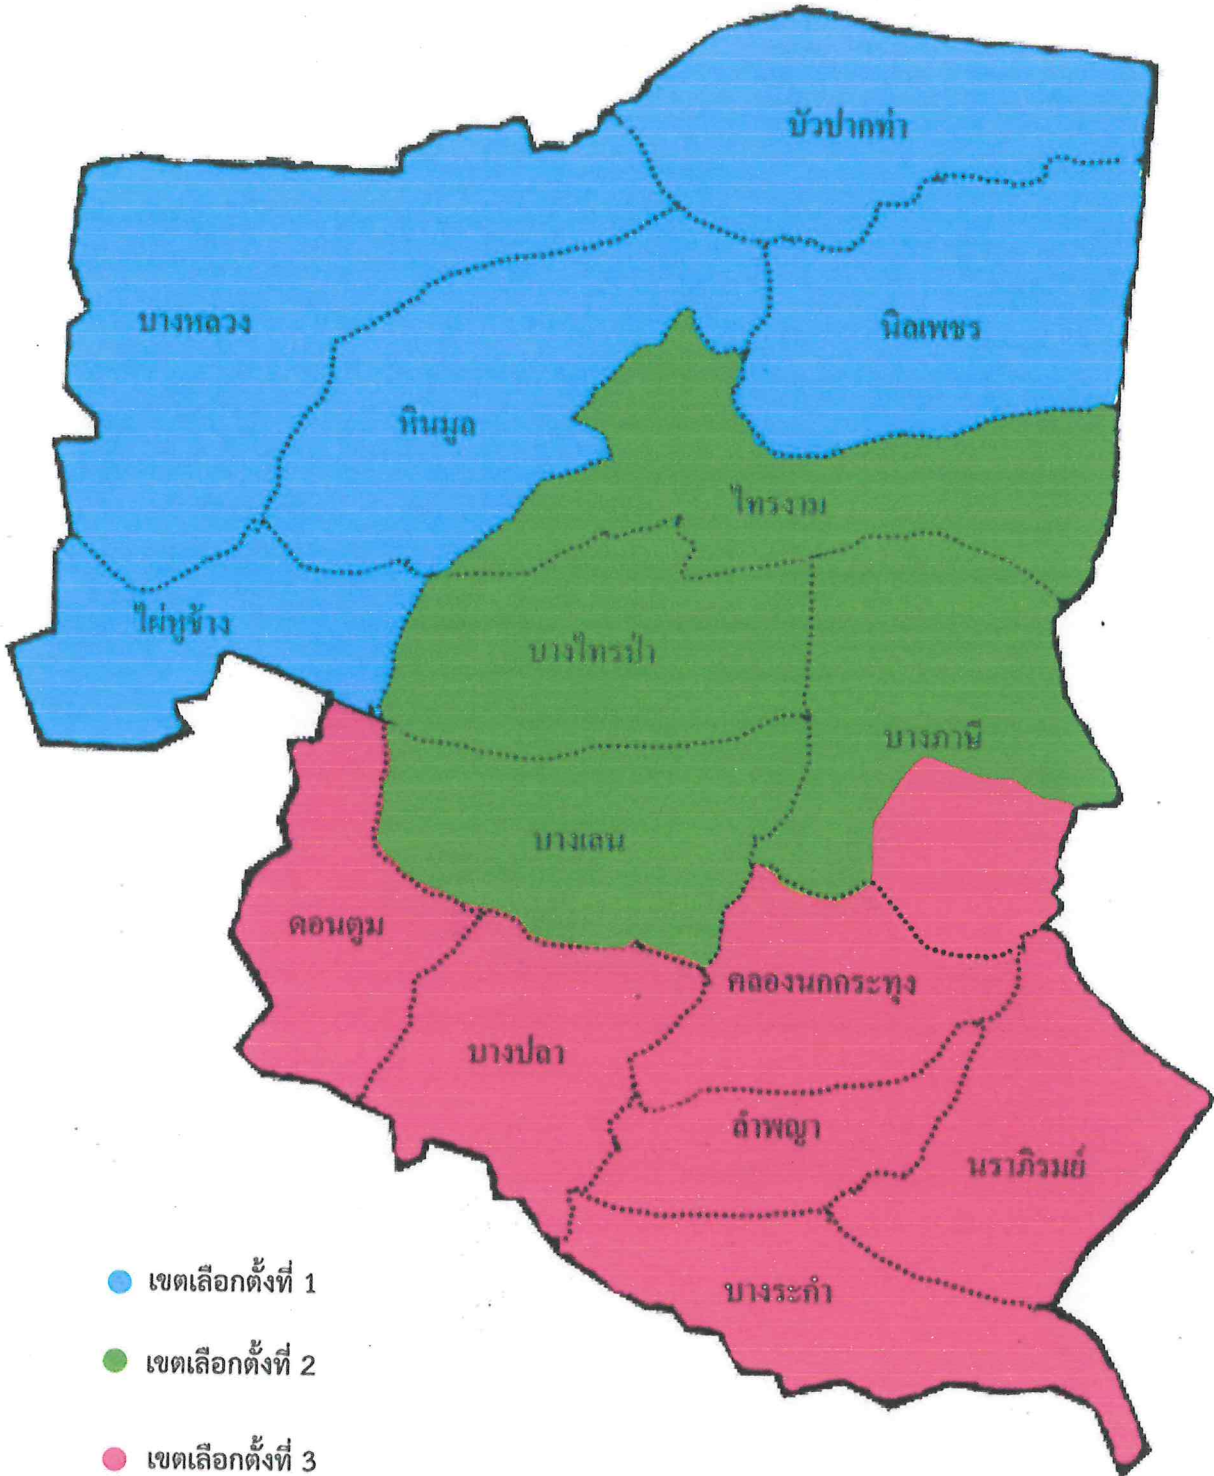 บัวปากท่า
บางหลวง
นิลเพชร
หินมูล
ไทรงาม
ไผ่หูช้าง
บางไทรป่า
บางภาษี
บางเลน
ดอนตูม
คลองนกกระทุง
บางปลา
ลำพญา
นราภิรมย์
บางระกำ
เขตเลือกตั้งที่ 1
เขตเลือกตั้งที่ 2
เขตเลือกตั้งที่ 3